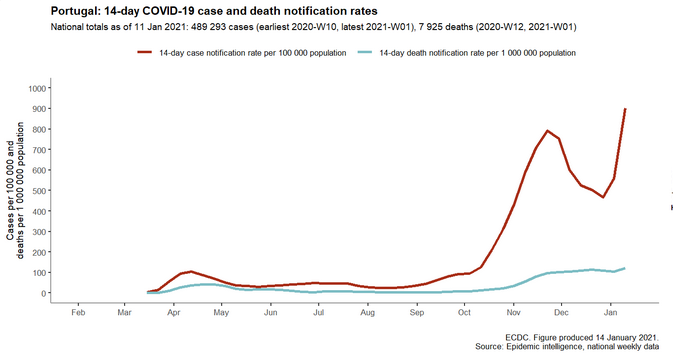 Portugal: 14-day COVID-19 case and death notification rates
National totals as of 11 Jan 2021: 489 293 cases (earliest 2020-W10, latest 2021-W01), 7 925 deaths (2020-W12, 2021-W01)
14-day case notification rate per 100 000 population
14-day death notification rate per 1 000 000 population
Cases per 100 000 and
deaths per 1 000 000 population
1000
900
800
700
600
500
400
300
200
100
0
Feb Mar Apr May Jun Jul Aug Sep Oct Nov Dec Jan
ECDC. Figure produced 14 January 2021.
Source: Epidemic intelligence, national weekly data